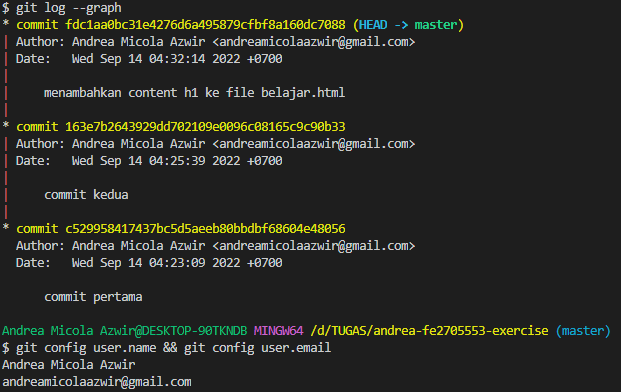 $ git log --graph
* commit fdc1aa0bc31e4276d6a495879cfbf8a160dc7088 (HEAD -> master)
| Author: Andrea Micola Azwir <andreamicolaazwir@gmail.com>
| Date:   Wed Sep 14 04:32:14 2022 +0700
|
|     menambahkan content h1 ke file belajar.html
|
* commit 163e7b2643929dd702109e0096c08165c9c90b33
| Author: Andrea Micola Azwir <andreamicolaazwir@gmail.com>
| Date:   Wed Sep 14 04:25:39 2022 +0700
|
|     commit kedua
|
* commit c529958417437bc5d5aeeb80bbdbf68604e48056
  Author: Andrea Micola Azwir <andreamicolaazwir@gmail.com>
  Date:   Wed Sep 14 04:23:09 2022 +0700

      commit pertama

Andrea Micola Azwir@DESKTOP-90TKNDB MINGW64 /d/TUGAS/andrea-fe2705553-exercise (master)
$ git config user.name && git config user.email
Andrea Micola Azwir
andreamicolaazwir@gmail.com